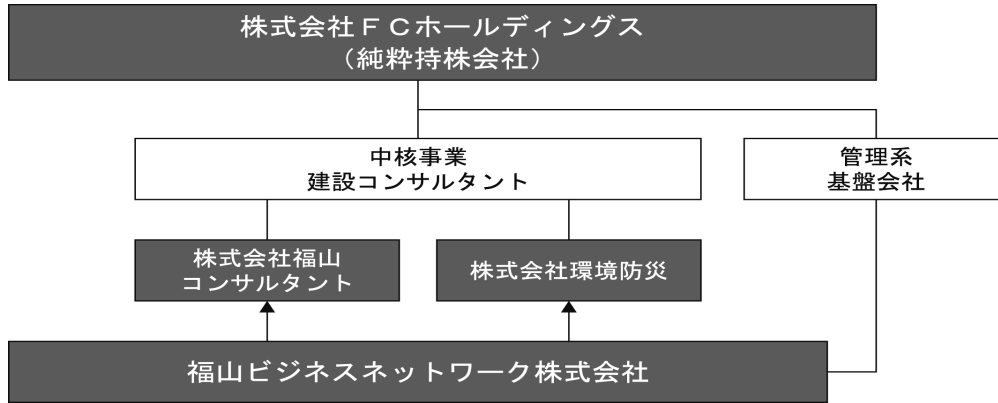 株式会社ＦＣホールディングス
（純粋持株会社）
中核事業
建設コンサルタント
管理系
基盤会社
株式会社福山
コンサルタント
株式会社環境防災
福山ビジネスネットワーク株式会社